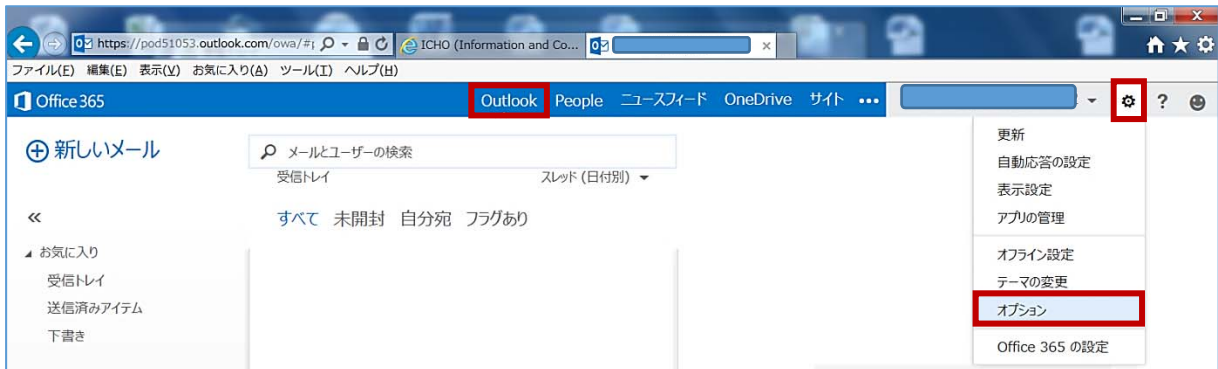 https://pod51053.outlook.com/owa/#
ICHO (Information and Co...
ファイル(F) 編集(E) 表示(V) お気に入り(A) ツール(T) ヘルプ(H)
Office 365 Outlook People ニュースフィード OneDrive サイト ••• ?
新しいメール
メールとユーザーの検索
受信トレイ スレッド (日付別)
«
すべて 未開封 自分宛 フラグあり
お気に入り
受信トレイ
送信済みアイテム
下書き
更新
自動応答の設定
表示設定
アプリの管理
オフライン設定
テーマの変更
オプション
Office 365 の設定